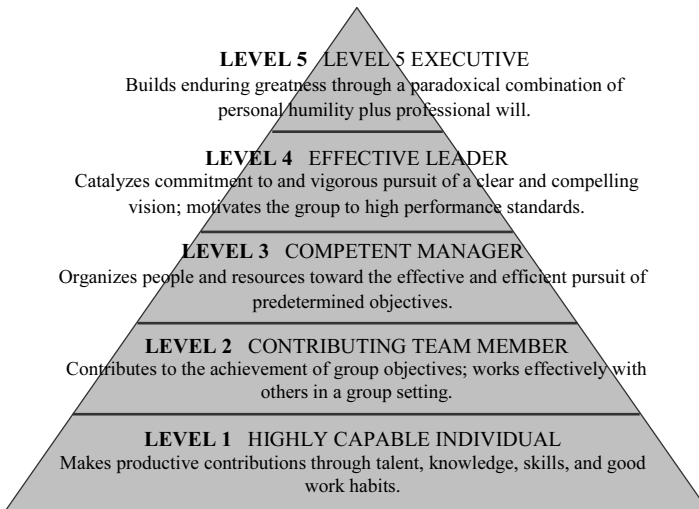 LEVEL 5 LEVEL 5 EXECUTIVE
Builds enduring greatness through a paradoxical combination of
personal humility plus professional will.
LEVEL 4 EFFECTIVE LEADER
Catalyzes commitment to and vigorous pursuit of a clear and compelling
vision; motivates the group to high performance standards.
LEVEL 3 COMPETENT MANAGER
Organizes people and resources toward the effective and efficient pursuit of
predetermined objectives.
LEVEL 2 CONTRIBUTING TEAM MEMBER
Contributes to the achievement of group objectives; works effectively with
others in a group setting.
LEVEL 1 HIGHLY CAPABLE INDIVIDUAL
Makes productive contributions through talent, knowledge, skills, and good
work habits.